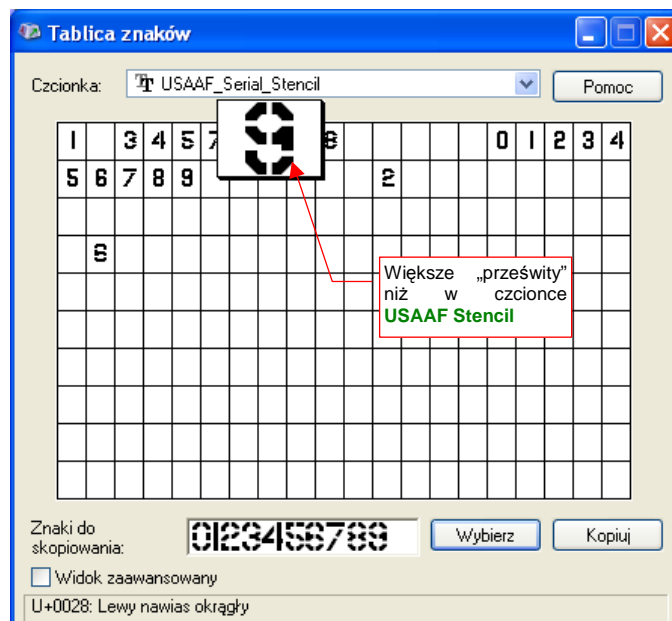 Tablica znaków
Czcionka: USAAF_Serial_Stencil Pomoc
1 3 4 5 7 9 8 0 1 2 3 4
5 6 7 8 9 2
6
Większe „prześwity”
niż w czcionce
USAAF Stencil
Znaki do
skopiowania: 0123456789 Wybierz Kopiuj
Widok zaawansowany
U+0028: Lewy nawias okrągły